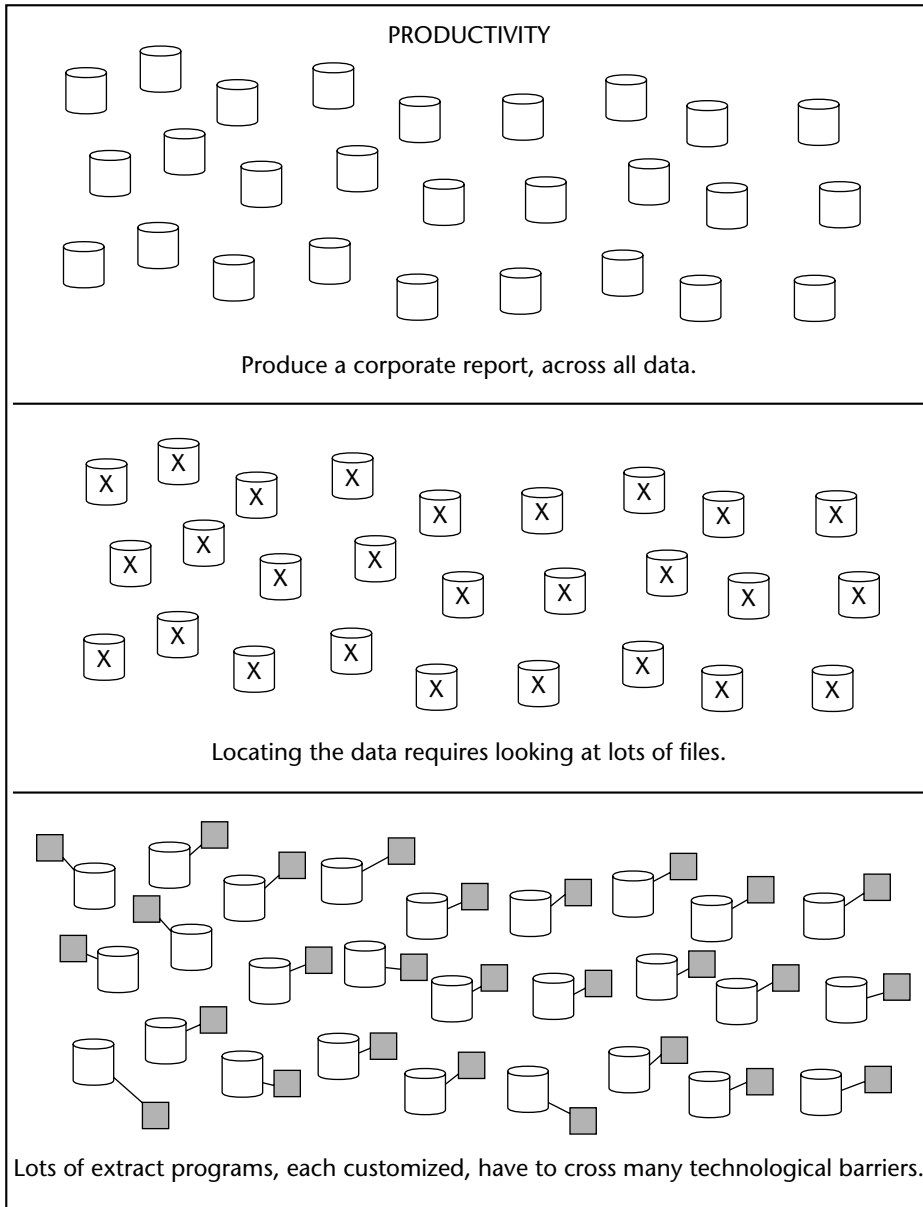 PRODUCTIVITY
Produce a corporate report, across all data.
X X X X X X X X X
X X X X X X X X X
X X X X X X X X X
Locating the data requires looking at lots of files.
Lots of extract programs, each customized, have to cross many technological barriers.